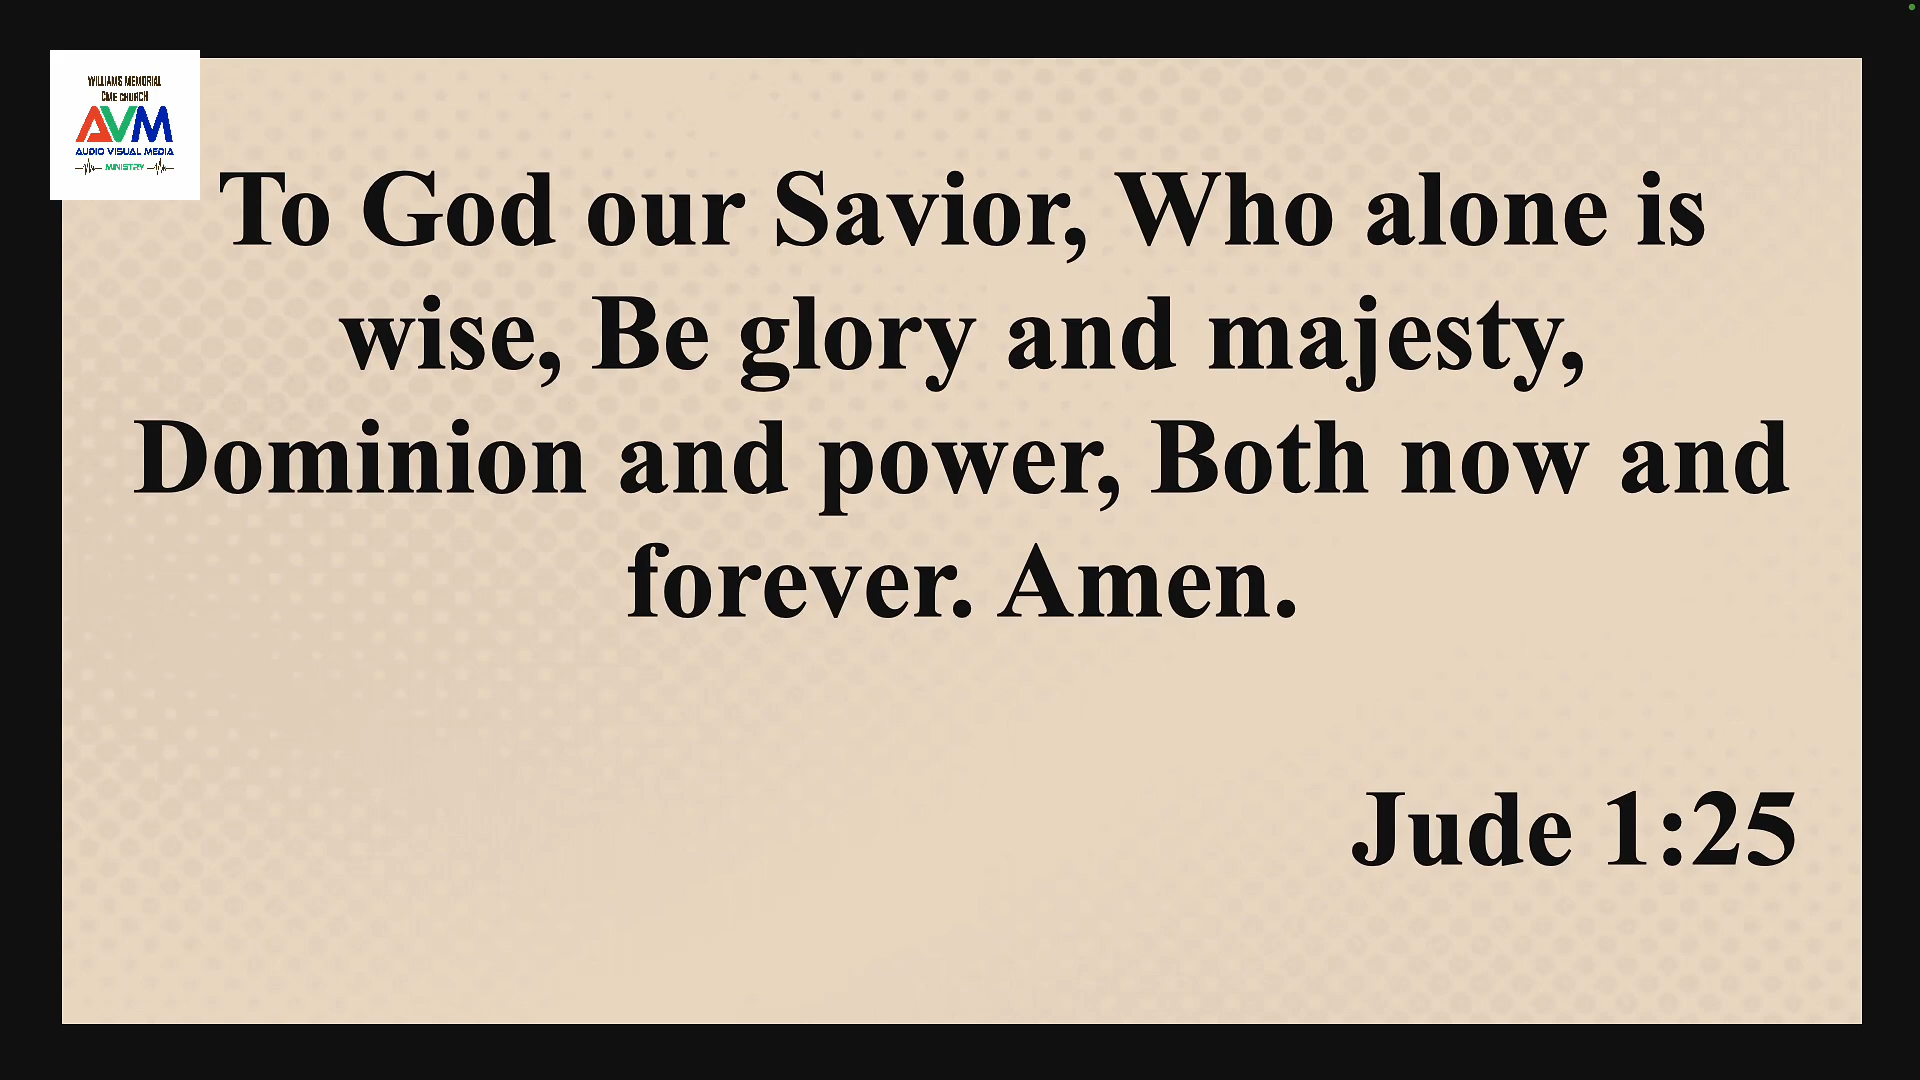 WILLIAMS MEMORIAL
CME CHURCH
AVM
AUDIO VISUAL MEDIA
MINISTRY
To God our Savior, Who alone is
wise, Be glory and majesty,
Dominion and power, Both now and
forever. Amen.
Jude 1:25